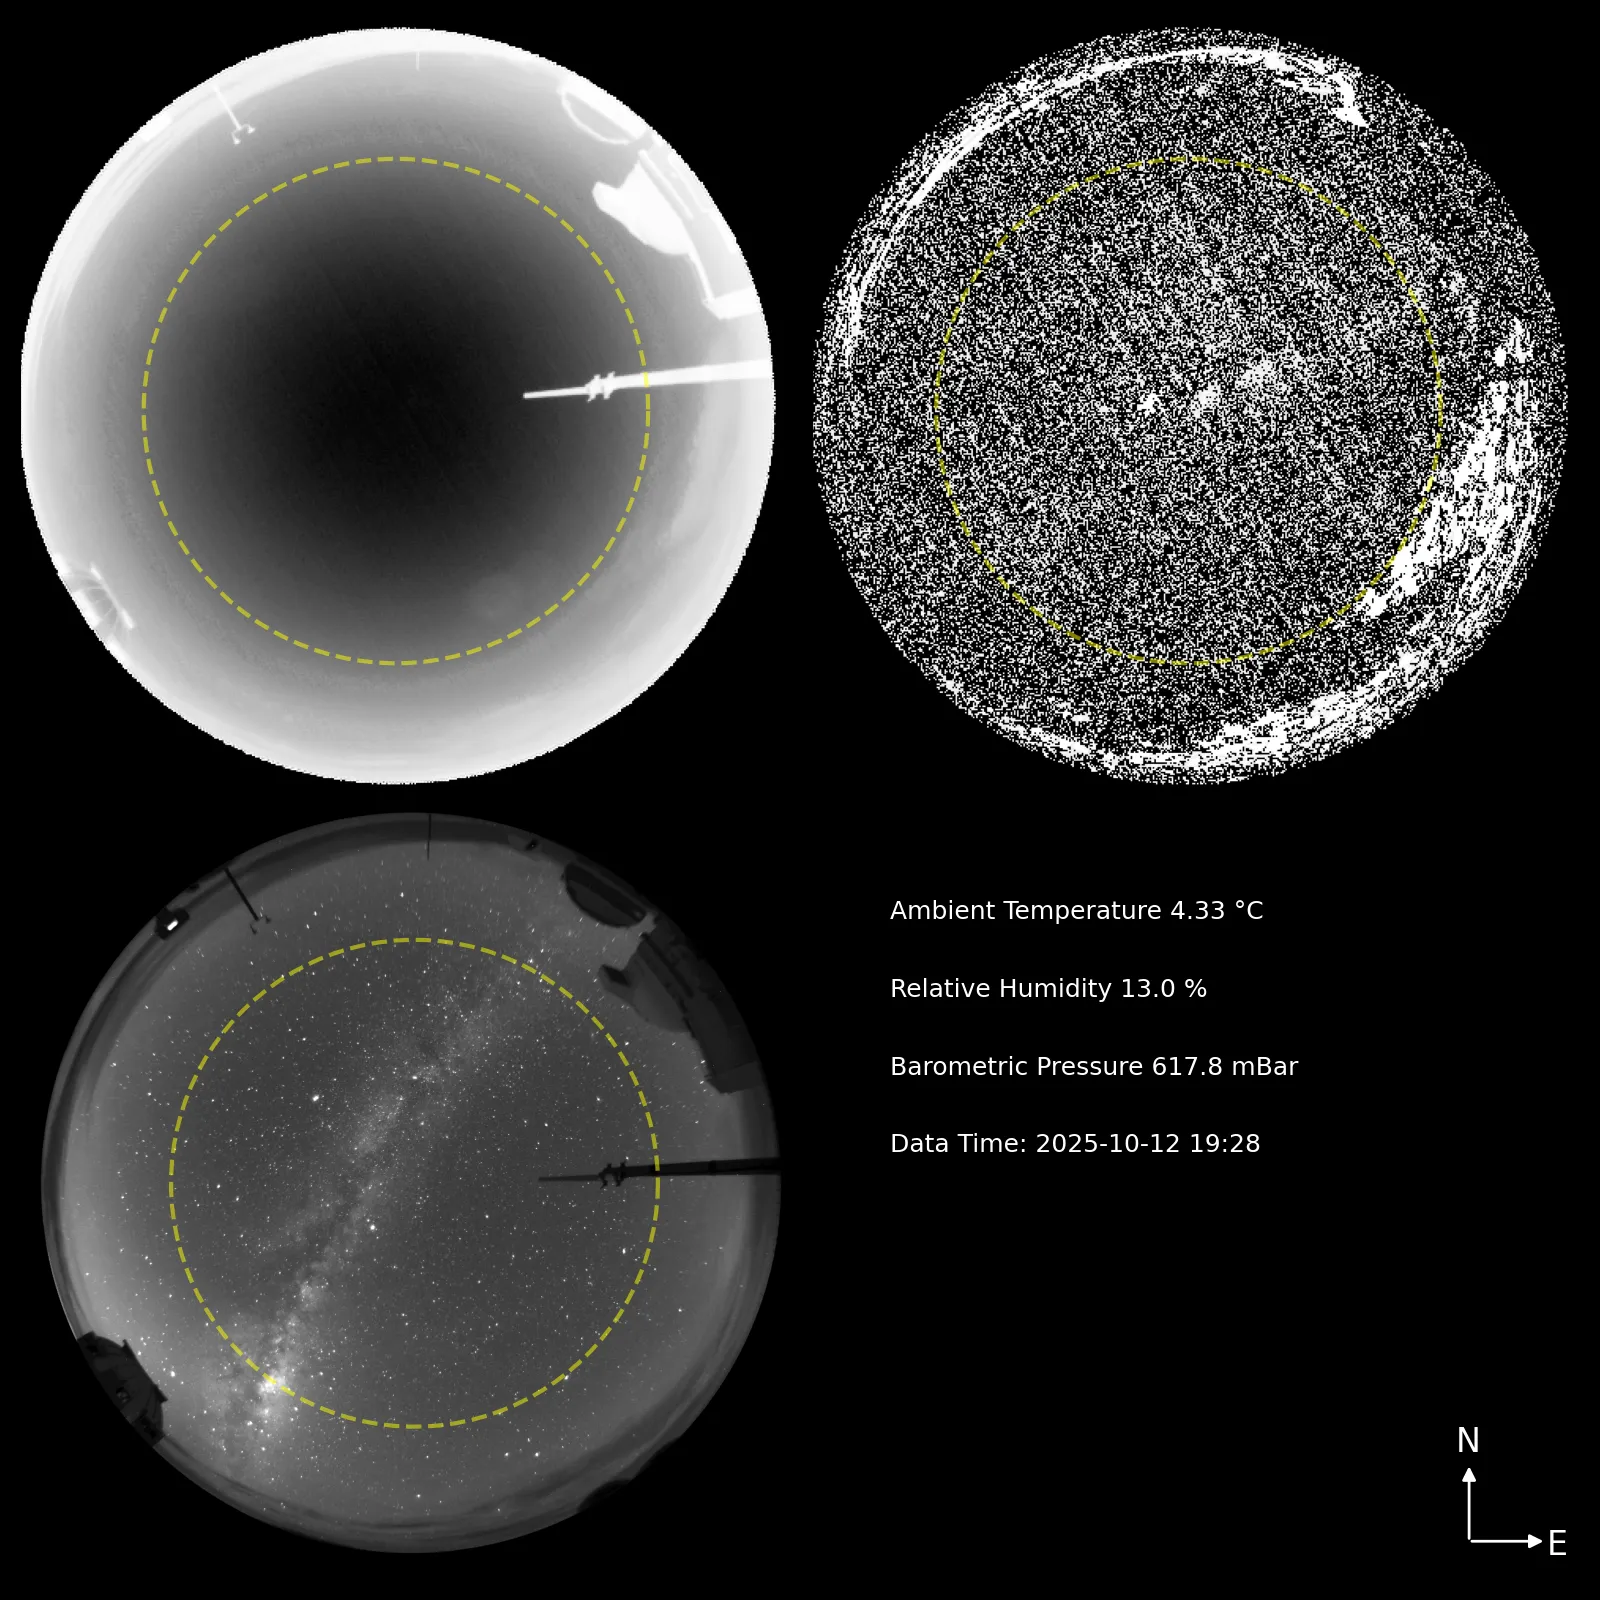 Ambient Temperature 4.33 °C
Relative Humidity 13.0 %
Barometric Pressure 617.8 mBar
Data Time: 2025-10-12 19:28
N
E